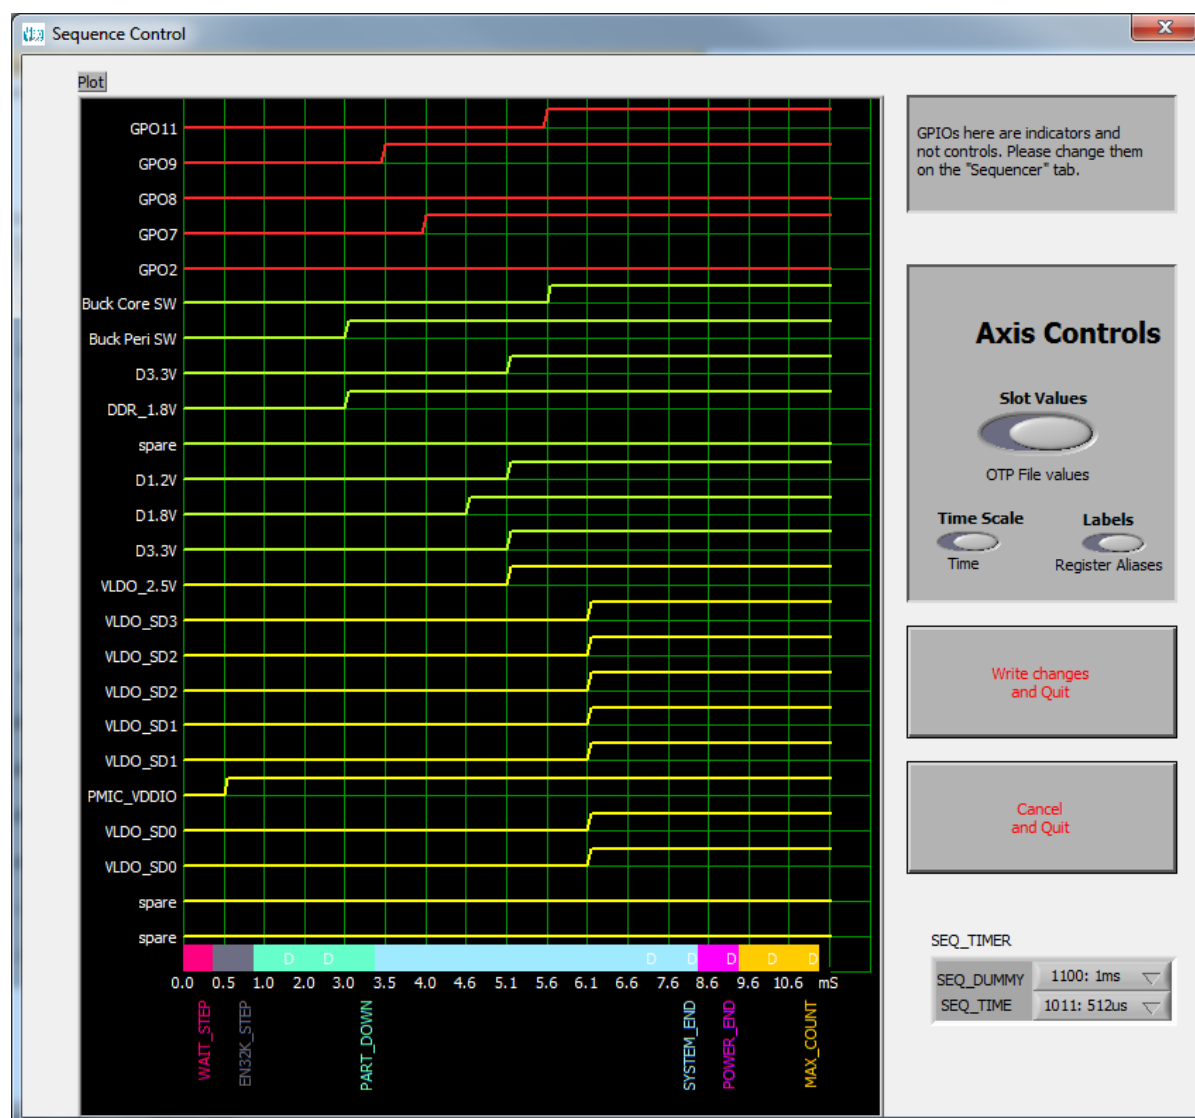 Sequence Control
X
Plot
GPO11
GPO9
GPO8
GPO7
GPO2
Buck Core SW
Buck Peri SW
D3.3V
DDR_1.8V
spare
D1.2V
D1.8V
D3.3V
VLDO_2.5V
VLDO_SD3
VLDO_SD2
VLDO_SD2
VLDO_SD1
VLDO_SD1
PMIC_VDDIO
VLDO_SD0
VLDO_SD0
spare
spare
D D D D D D D
0.0 0.5 1.0 2.0 3.0 3.5 4.0 4.6 5.1 5.6 6.1 6.6 7.6 8.6 9.6 10.6 mS
WAIT_STEP
EN32K_STEP
PART_DOWN
SYSTEM_END
POWER_END
MAX_COUNT
GPIOs here are indicators and
not controls. Please change them
on the "Sequencer" tab.
Axis Controls
Slot Values
OTP File values
Time Scale
Time
Labels
Register Aliases
Write changes
and Quit
Cancel
and Quit
SEQ_TIMER
SEQ_DUMMY 1100: 1ms
SEQ_TIME 1011: 512us